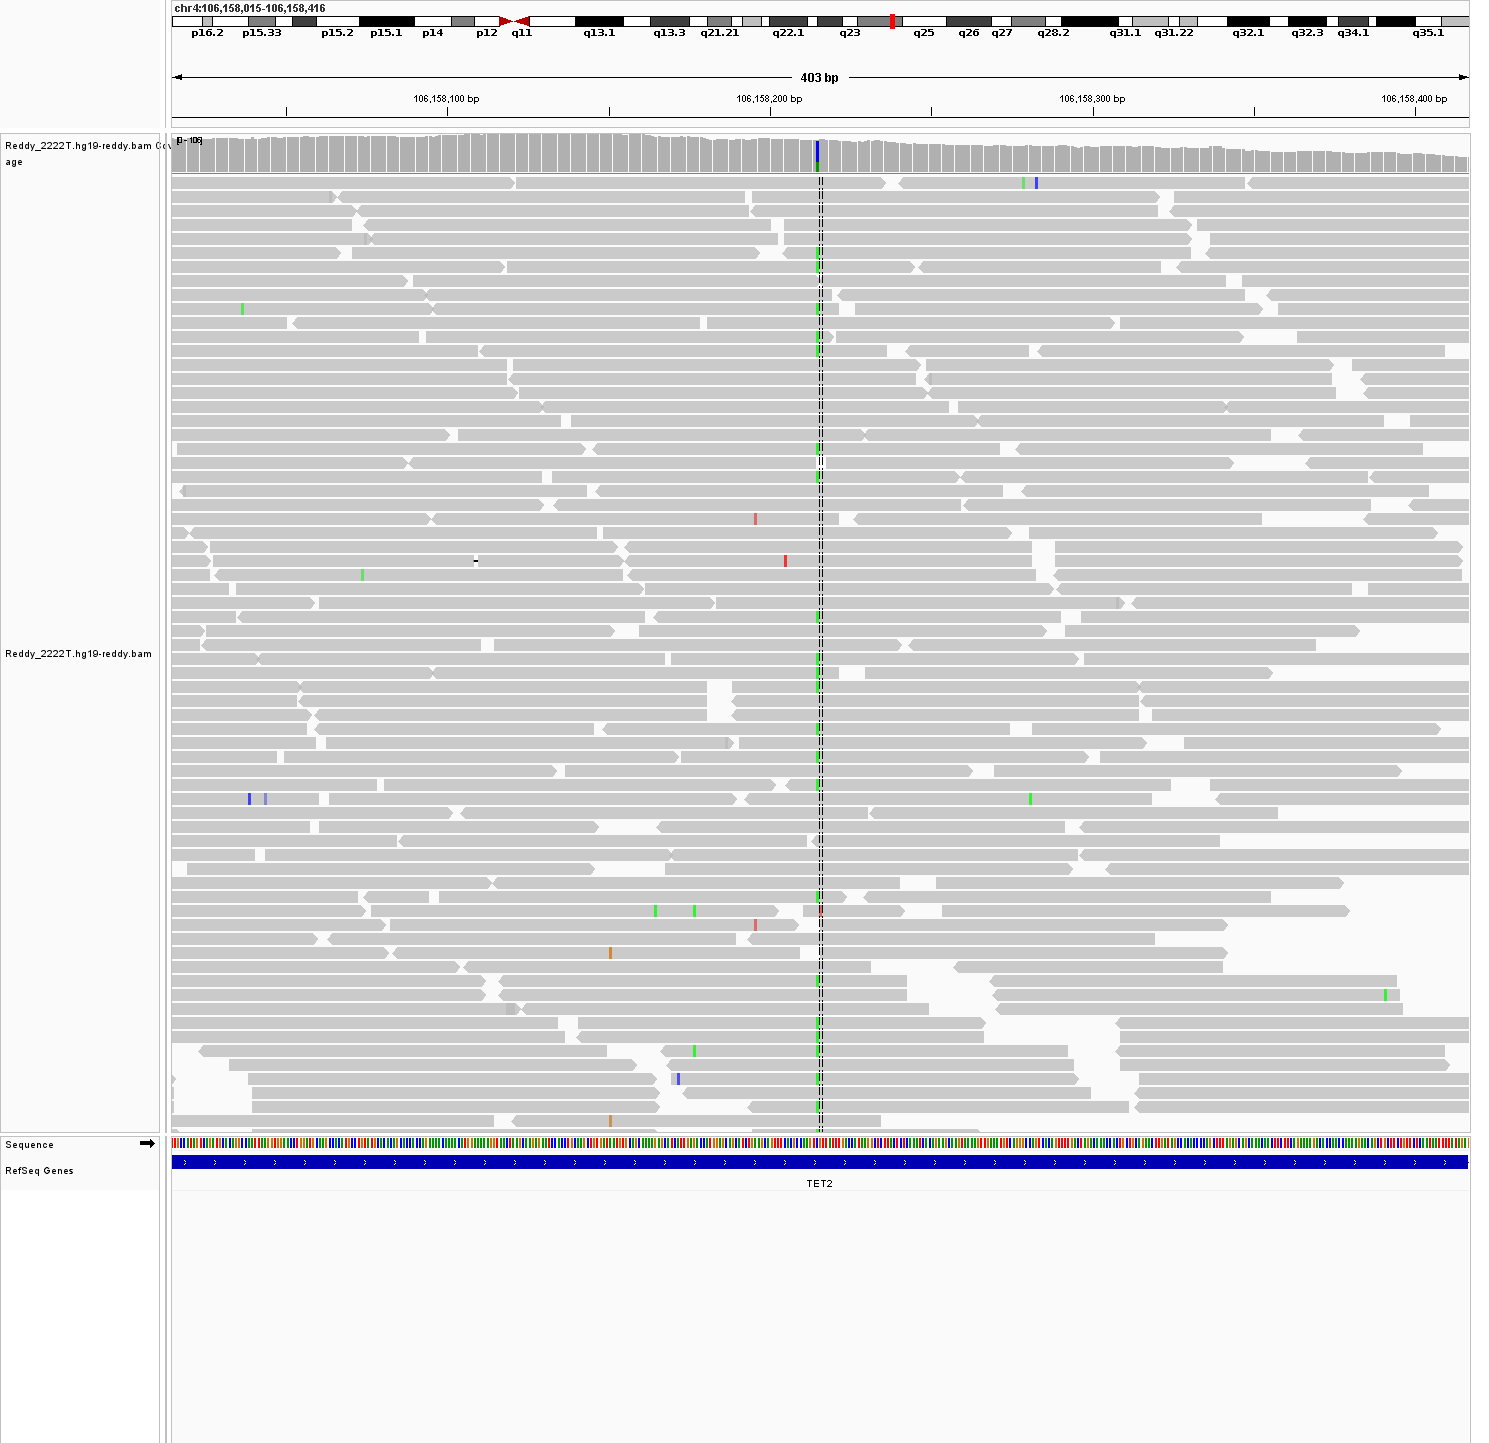 chr4:106,158,015-106,158,416
p16.2 p15.33 p15.2 p15.1 p14 p12 q11 q13.1 q13.3 q21.21 q22.1 q23 q25 q26 q27 q28.2 q31.1 q31.22 q32.1 q32.3 q34.1 q35.1
403 bp
106,158,100 bp 106,158,200 bp 106,158,300 bp 106,158,400 bp
[0 - 106]
Reddy_2222T.hg19-reddy.bam Cov
age
Reddy_2222T.hg19-reddy.bam
Sequence
RefSeq Genes
TET2